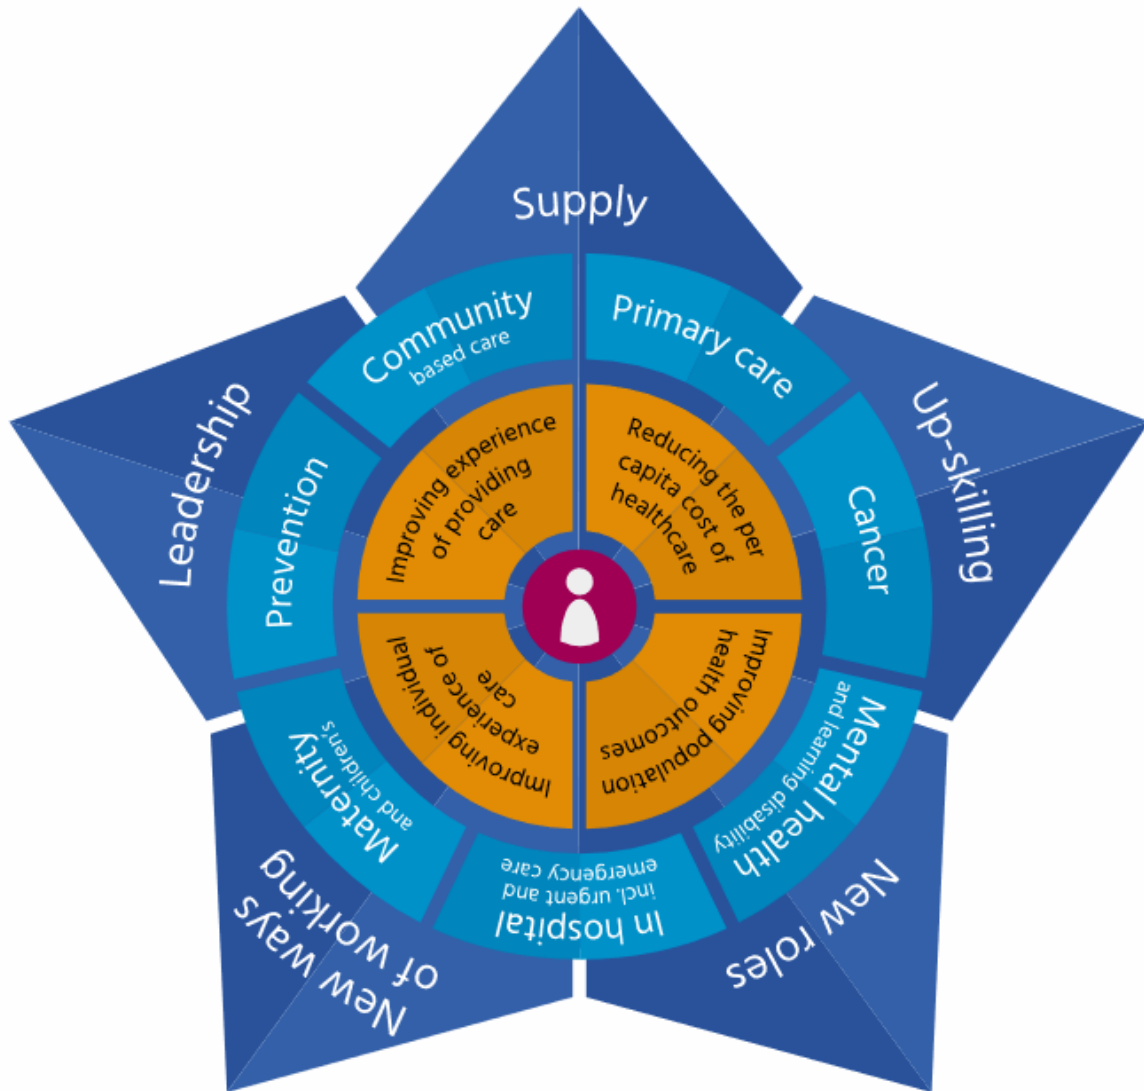 Supply
Up-skilling
New roles
New ways
of working
Leadership
Primary care
Cancer
Mental health
and learning disability
In hospital
incl. urgent and
emergency care
Maternity
and children's
Prevention
Community
based care
Reducing the per
capita cost of
healthcare
Improving population
health outcomes
Improving individual
experience of
care
Improving experience
of providing
care